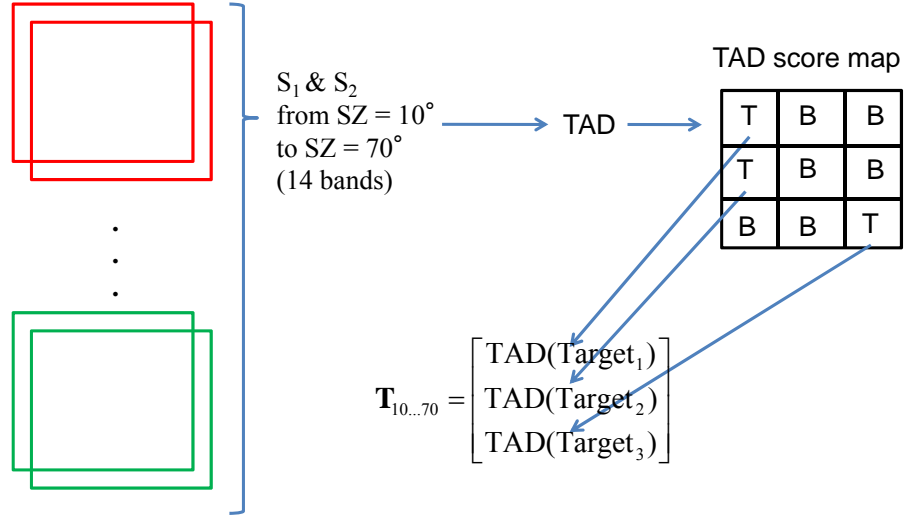 S₁ & S₂
from SZ = 10°
to SZ = 70°
(14 bands)
TAD
TAD score map
T B B
T B B
B B T
T₁₀...₇₀ = [TAD(Target₁)
TAD(Target₂)
TAD(Target₃)]